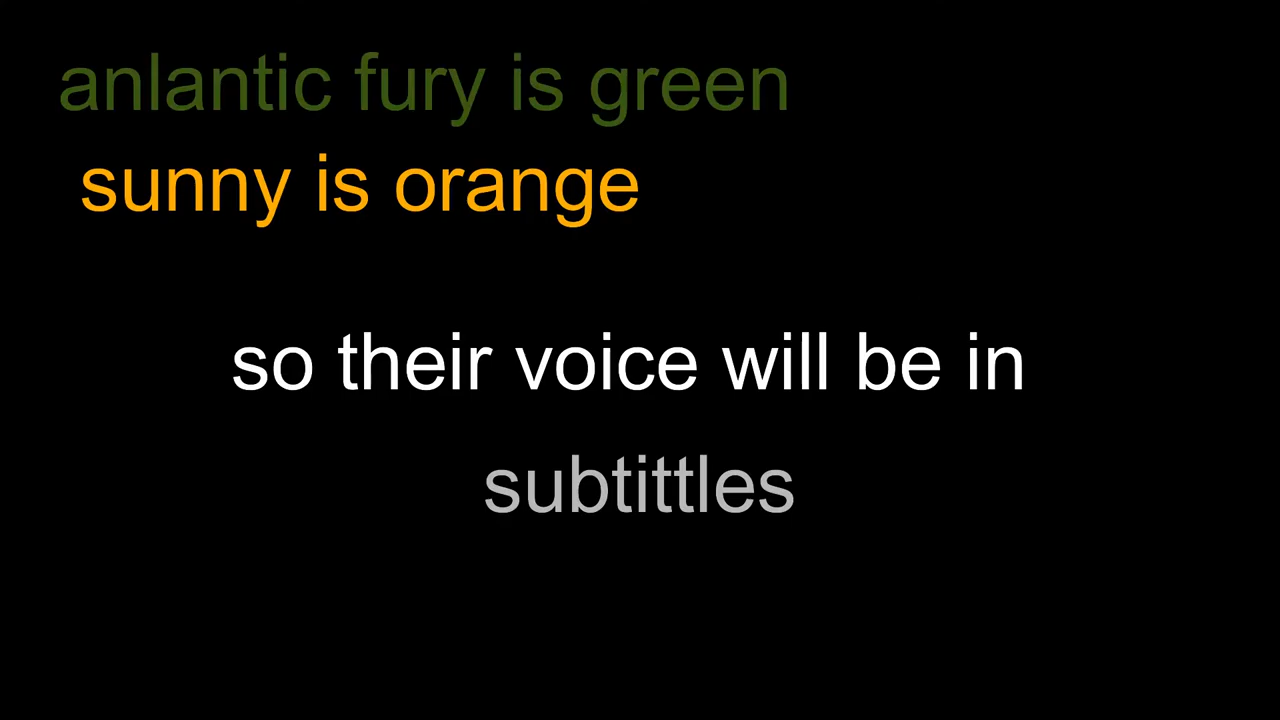 anlantic fury is green
sunny is orange
so their voice will be in
subtittles